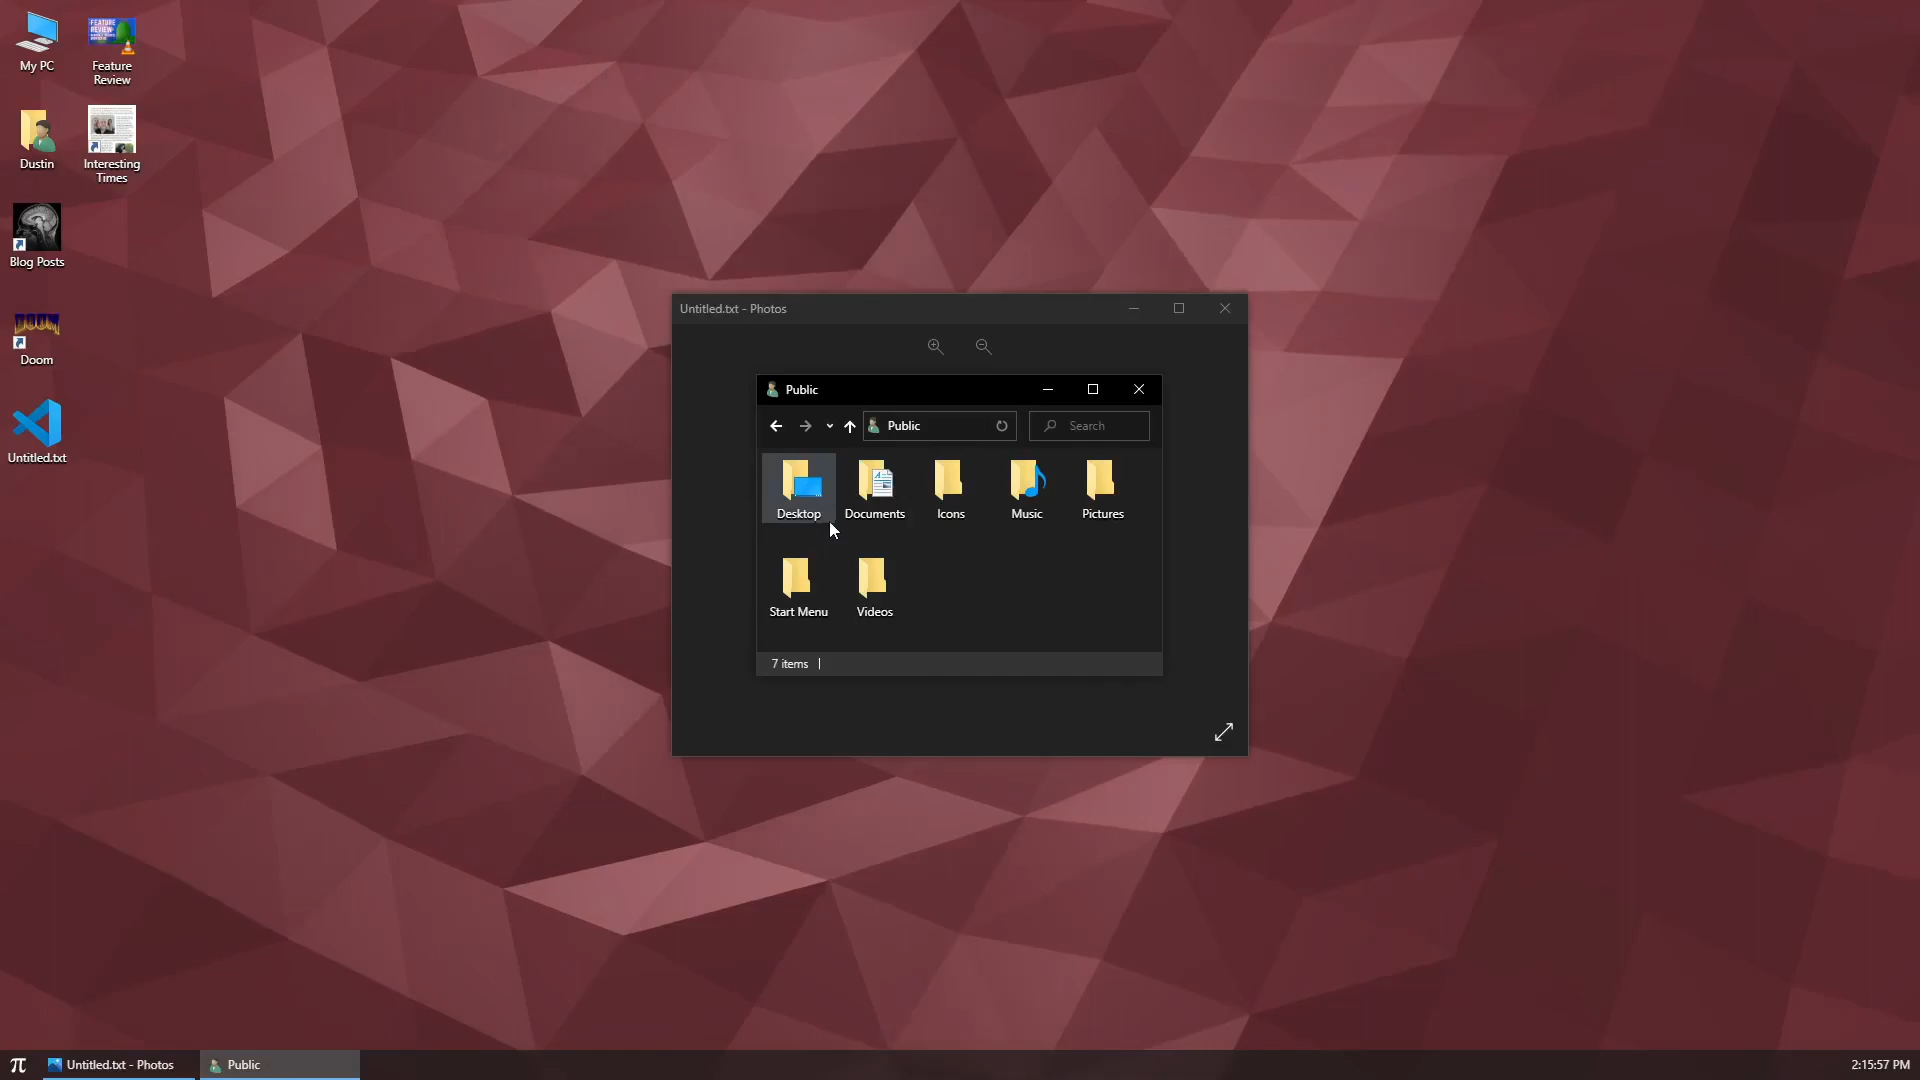 My PC
FEATURE
REVIEW
Feature
Review
Dustin
Interesting
Times
Blog Posts
DOOM
Doom
Untitled.txt
Untitled.txt - Photos
Public
Public
Search
Desktop
Documents
Icons
Music
Pictures
Start Menu
Videos
7 items
Untitled.txt - Photos
Public
2:15:57 PM